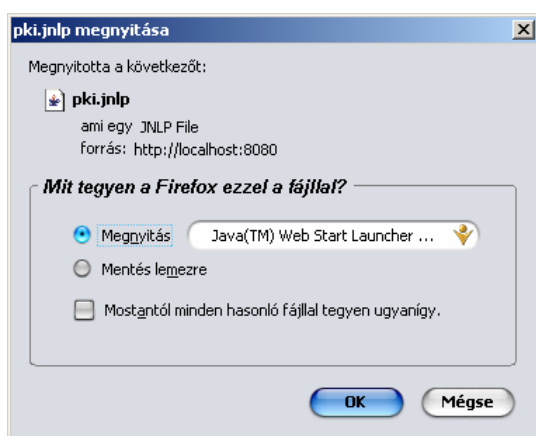 pki.jnlp megnyitása
Megnyitotta a következőt:
pki.jnlp
ami egy JNLP File
forrás: http://localhost:8080
Mit tegyen a Firefox ezzel a fájllal?
Megnyitás Java(TM) Web Start Launcher ...
Mentés lemezre
Mostantól minden hasonló fájllal tegyen ugyanígy.
OK Mégse